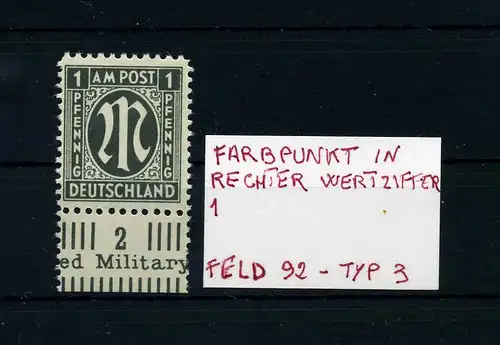 1 AM POST 1
PFENNIG
PFENNIG
DEUTSCHLAND
2
ed Military
FARBPUNKT IN
RECHTER WERTZIFFER
1
FELD 92 - TYP 3